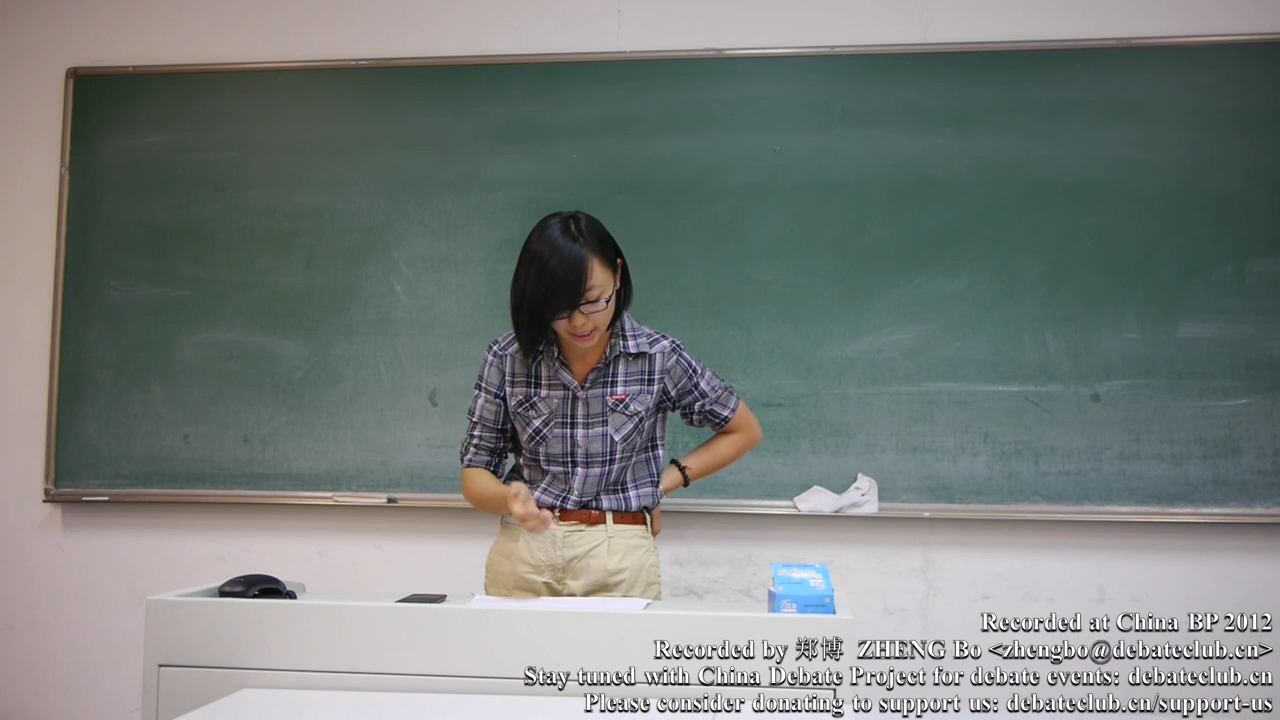 Recorded at China BP 2012
Recorded by 郑博 ZHENG Bo <zhengbo@debateclub.cn>
Stay tuned with China Debate Project for debate events: debateclub.cn
Please consider donating to support us: debateclub.cn/support-us